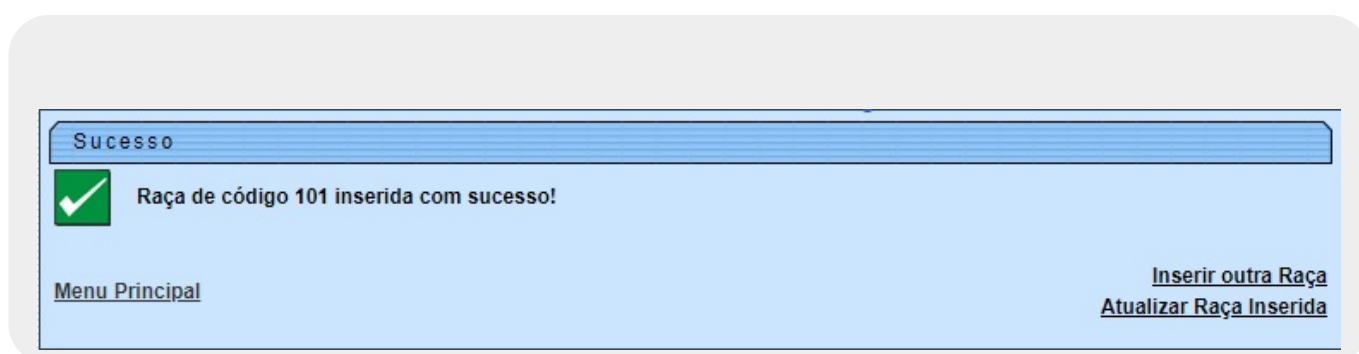 Sucesso
Raça de código 101 inserida com sucesso!
Inserir outra Raça
Menu Principal
Atualizar Raça Inserida